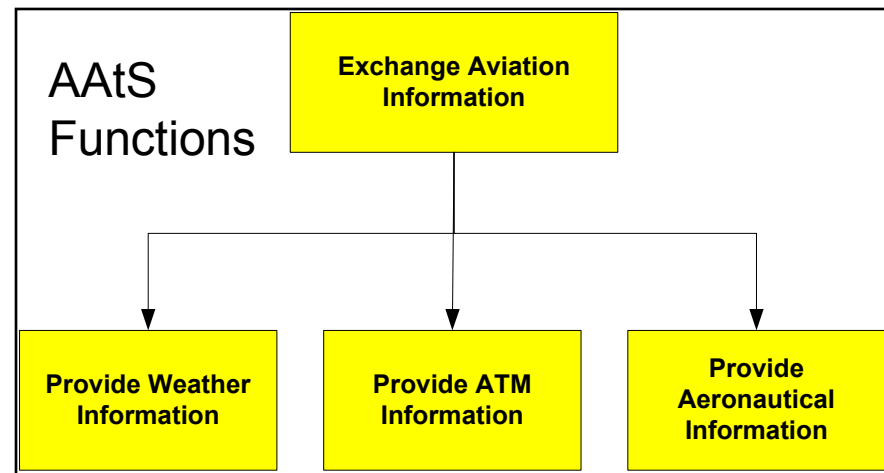 AAtS
Functions
Exchange Aviation
Information
Provide Weather
Information
Provide ATM
Information
Provide
Aeronautical
Information